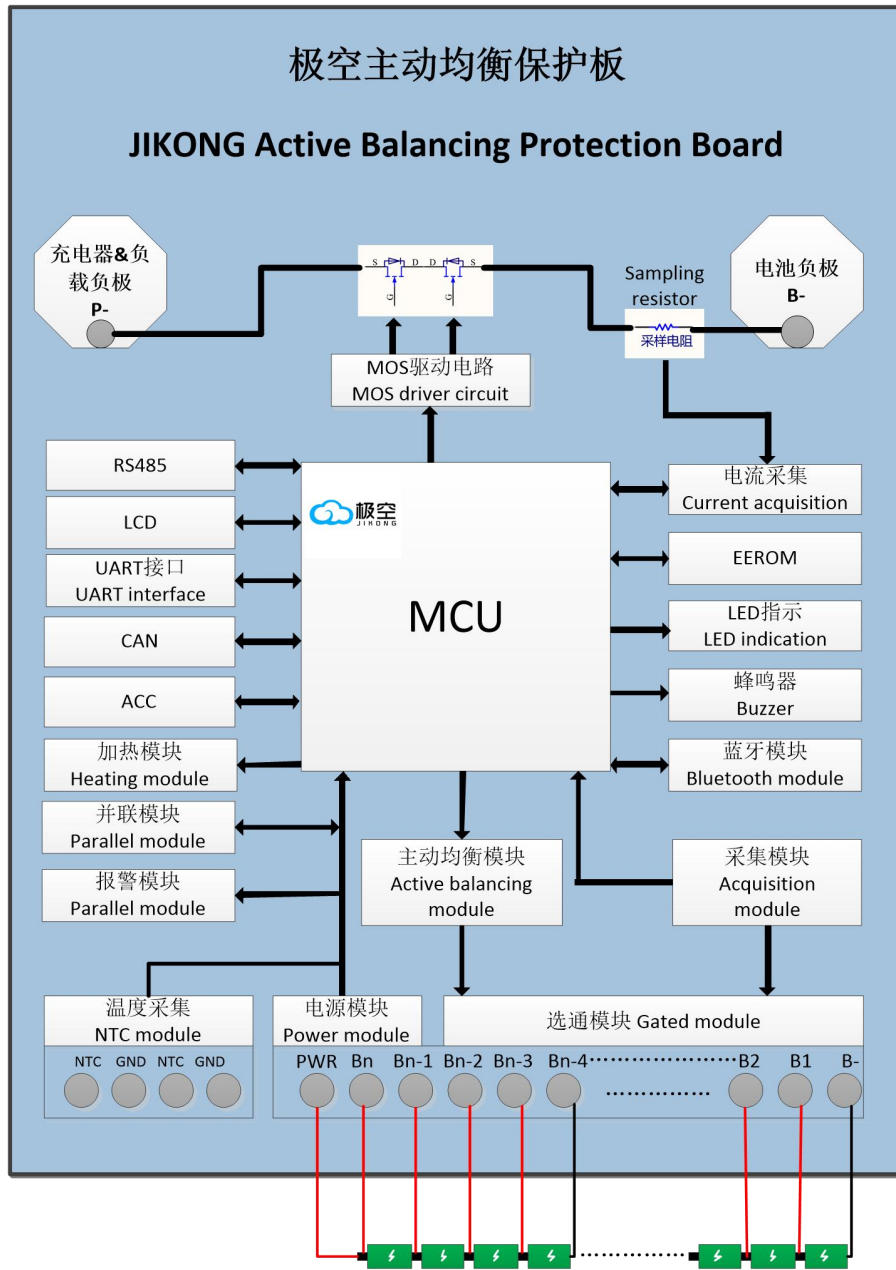 极空主动均衡保护板
JIKONG Active Balancing Protection Board
充电器&负
载负极
P-
S D D S
G G
Sampling
resistor
采样电阻
电池负极
B-
MOS驱动电路
MOS driver circuit
RS485
LCD
UART接口
UART interface
CAN
ACC
加热模块
Heating module
并联模块
Parallel module
报警模块
Parallel module
极空
JIKONG
MCU
电流采集
Current acquisition
EEROM
LED指示
LED indication
蜂鸣器
Buzzer
蓝牙模块
Bluetooth module
主动均衡模块
Active balancing
module
采集模块
Acquisition
module
温度采集
NTC module
电源模块
Power module
选通模块 Gated module
NTC GND NTC GND
PWR Bn Bn-1 Bn-2 Bn-3 Bn-4 B2 B1 B-